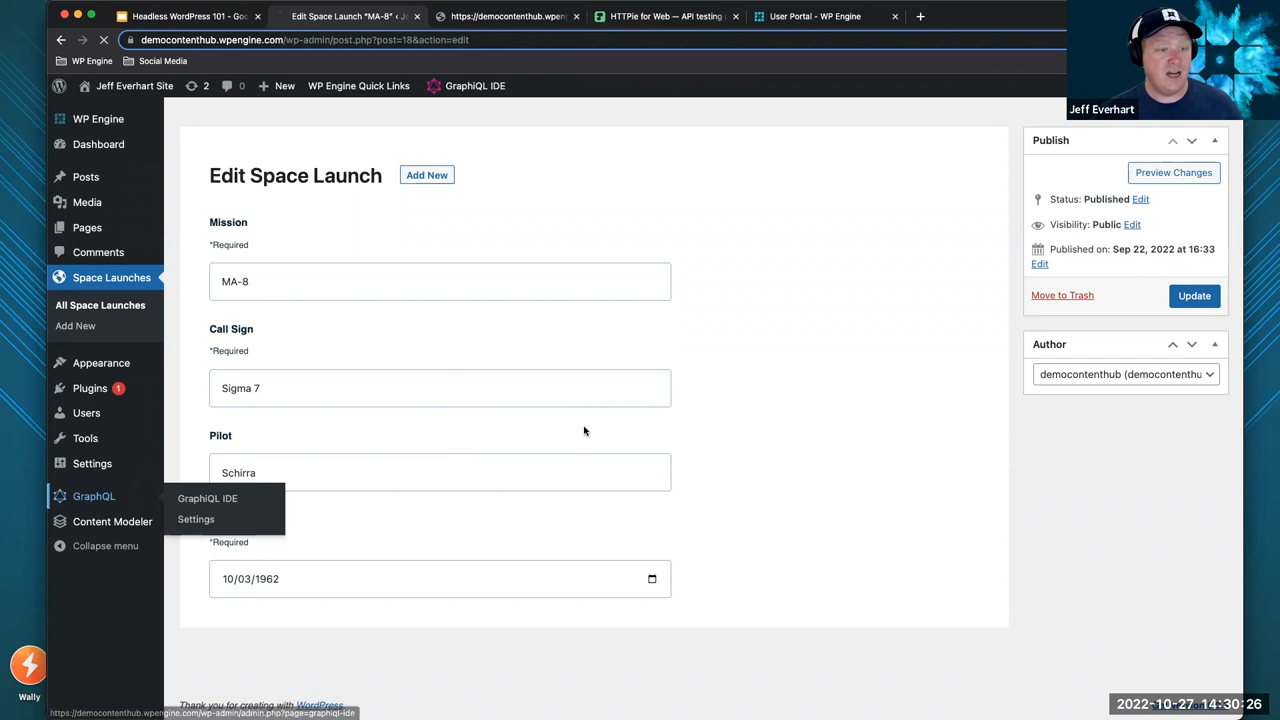 Headless WordPress 101 - Goo
Edit Space Launch "MA-8" ‹ J
https://democontenthub.wpeng
HTTPie for Web — API testing
User Portal - WP Engine
democontenthub.wpengine.com/wp-admin/post.php?post=18&action=edit
WP Engine
Social Media
Jeff Everhart Site
2
0
New
WP Engine Quick Links
GraphiQL IDE
Jeff Everhart
WP Engine
Dashboard
Posts
Media
Pages
Comments
Space Launches
All Space Launches
Add New
Appearance
Plugins 1
Users
Tools
Settings
GraphQL
GraphiQL IDE
Settings
Content Modeler
Collapse menu
Edit Space Launch
Add New
Mission
*Required
MA-8
Call Sign
*Required
Sigma 7
Pilot
Schirra
*Required
10/03/1962
Publish
Preview Changes
Status: Published Edit
Visibility: Public Edit
Published on: Sep 22, 2022 at 16:33
Edit
Move to Trash
Update
Author
democontenthub (democontenthu
Thank you for creating with WordPress.
Wally
https://democontenthub.wpengine.com/wp-admin/admin.php?page=graphiql-ide
2022-10-27 14:30:26